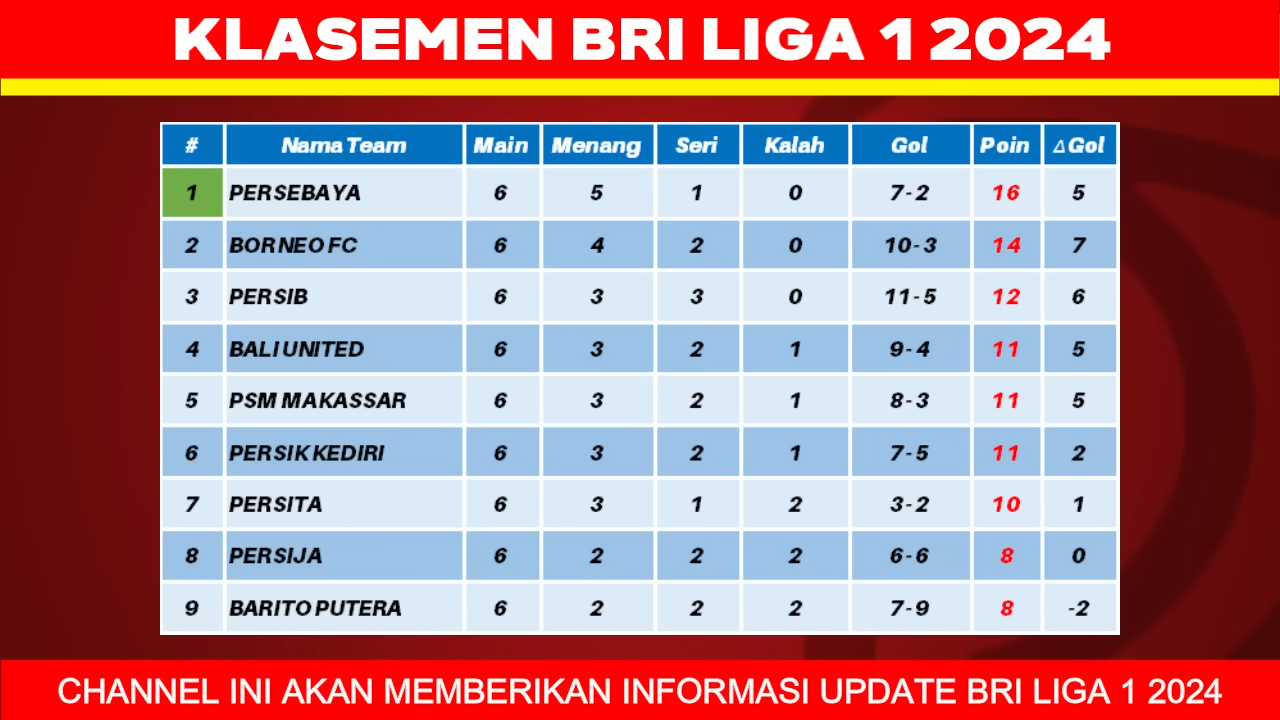 KLASEMEN BRI LIGA 1 2024
# Nama Team Main Menang Seri Kalah Gol Poin △Gol
1 PERSEBAYA 6 5 1 0 7-2 16 5
2 BORNEO FC 6 4 2 0 10-3 14 7
3 PERSIB 6 3 3 0 11-5 12 6
4 BALI UNITED 6 3 2 1 9-4 11 5
5 PSM MAKASSAR 6 3 2 1 8-3 11 5
6 PERSIK KEDIRI 6 3 2 1 7-5 11 2
7 PERSITA 6 3 1 2 3-2 10 1
8 PERSIJA 6 2 2 2 6-6 8 0
9 BARITO PUTERA 6 2 2 2 7-9 8 -2
CHANNEL INI AKAN MEMBERIKAN INFORMASI UPDATE BRI LIGA 1 2024